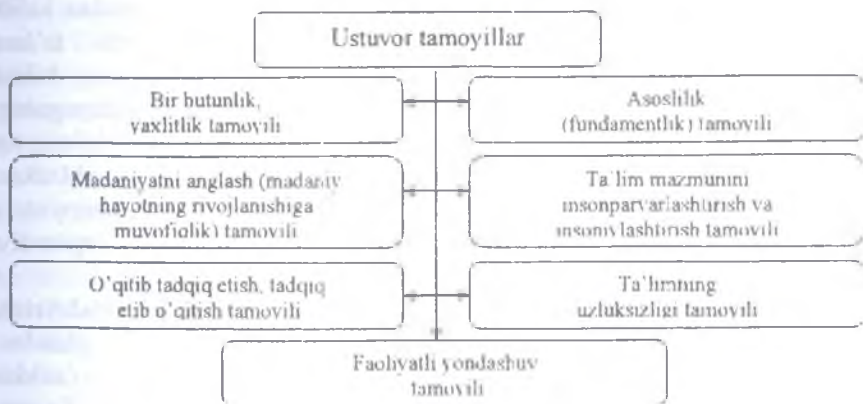 Ustuvor tamoyillar
Bir butunlik,
yaxlitlik tamoyili
Asoslilik
(fundamentlik) tamoyili
Madaniyatni anglash (madaniy
hayotning rivojlanishiga
muvofiqlik) tamoyili
Ta'lim mazmunini
insonparvarlashtirish va
insoniylashtirish tamoyili
O'qitib tadqiq etish, tadqiq
etib o'qitish tamoyili
Ta'limning
uzluksizligi tamoyili
Faoliyatli yondashuv
tamoyili